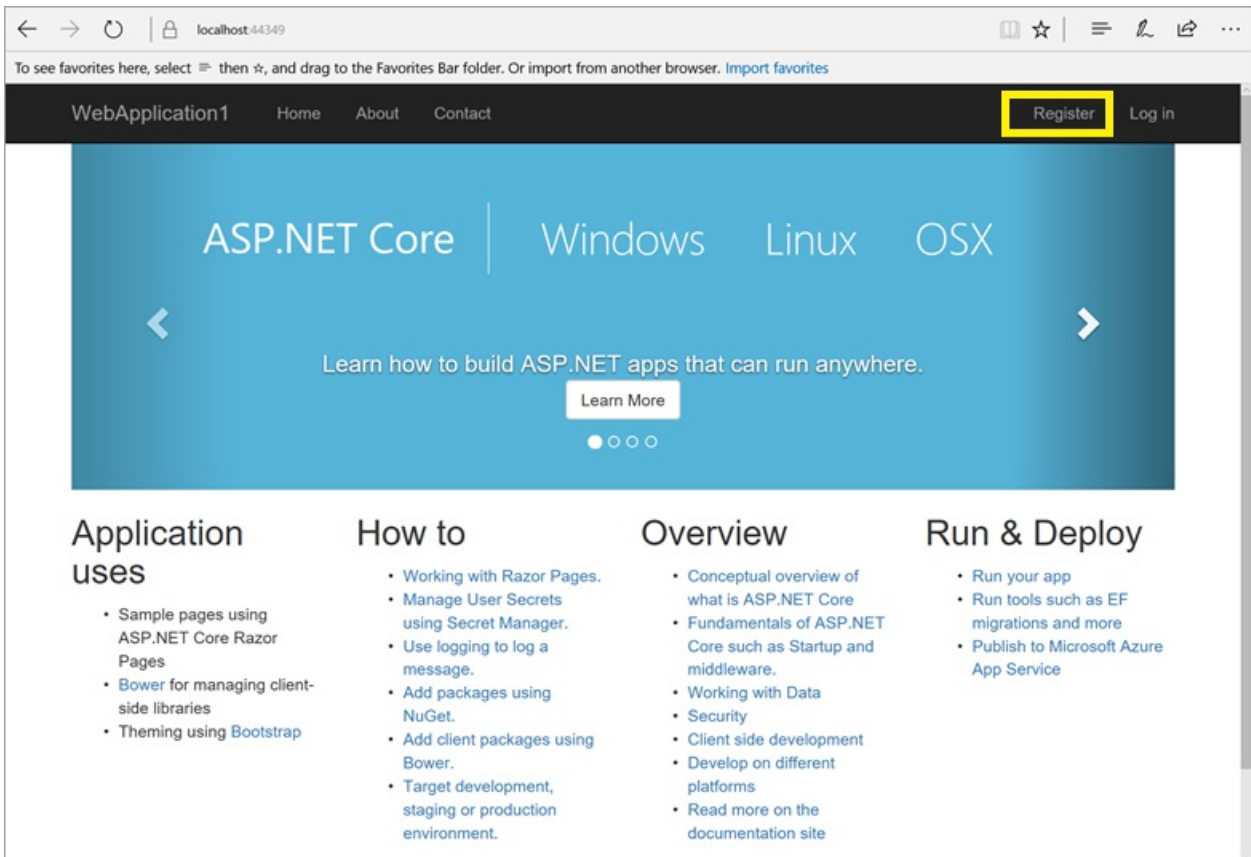 localhost:44349
To see favorites here, select then ☆, and drag to the Favorites Bar folder. Or import from another browser. Import favorites
WebApplication1 Home About Contact Register Log in
ASP.NET Core Windows Linux OSX
Learn how to build ASP.NET apps that can run anywhere.
Learn More
Application
uses
• Sample pages using
ASP.NET Core Razor
Pages
• Bower for managing client-
side libraries
• Theming using Bootstrap
How to
• Working with Razor Pages.
• Manage User Secrets
using Secret Manager.
• Use logging to log a
message.
• Add packages using
NuGet.
• Add client packages using
Bower.
• Target development,
staging or production
environment.
Overview
• Conceptual overview of
what is ASP.NET Core
• Fundamentals of ASP.NET
Core such as Startup and
middleware.
• Working with Data
• Security
• Client side development
• Develop on different
platforms
• Read more on the
documentation site
Run & Deploy
• Run your app
• Run tools such as EF
migrations and more
• Publish to Microsoft Azure
App Service